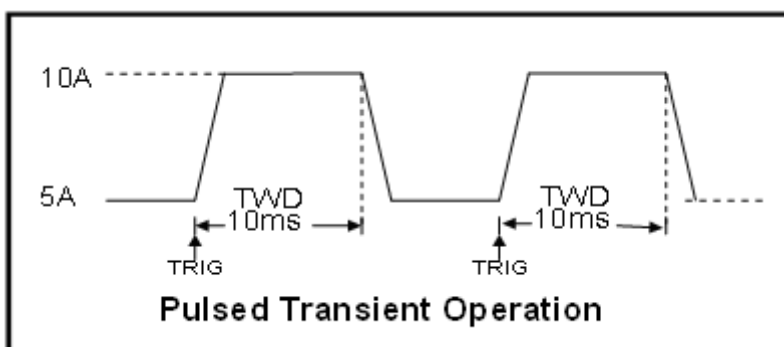 10A
5A
TWD
10ms
TWD
10ms
TRIG
TRIG
Pulsed Transient Operation